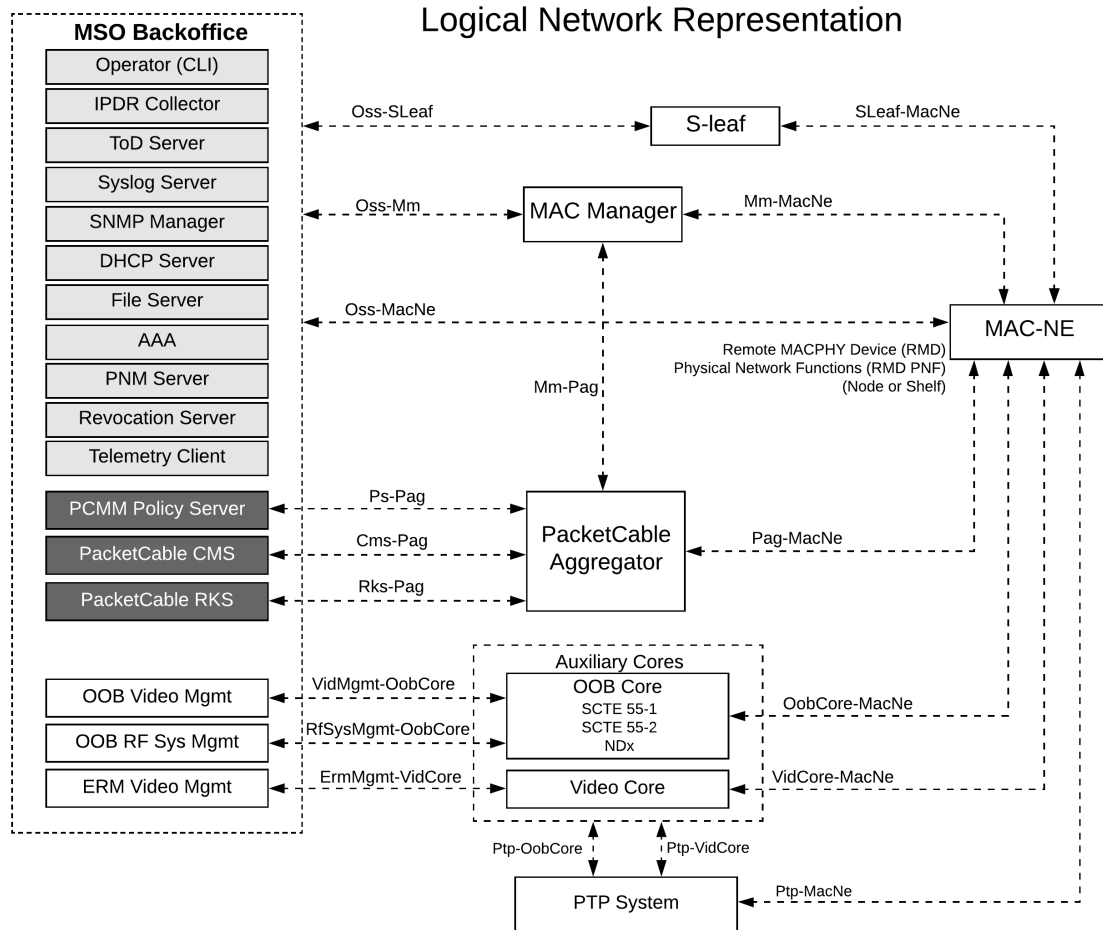 Logical Network Representation
MSO Backoffice
Operator (CLI)
IPDR Collector
ToD Server
Syslog Server
SNMP Manager
DHCP Server
File Server
AAA
PNM Server
Revocation Server
Telemetry Client
PCMM Policy Server
PacketCable CMS
PacketCable RKS
OOB Video Mgmt
OOB RF Sys Mgmt
ERM Video Mgmt
Oss-SLeaf
S-leaf
SLeaf-MacNe
Oss-Mm
MAC Manager
Mm-MacNe
Oss-MacNe
MAC-NE
Remote MACPHY Device (RMD)
Physical Network Functions (RMD PNF)
(Node or Shelf)
Mm-Pag
Ps-Pag
Cms-Pag
Rks-Pag
PacketCable
Aggregator
Pag-MacNe
Auxiliary Cores
VidMgmt-OobCore
RfSysMgmt-OobCore
ErmMgmt-VidCore
OOB Core
SCTE 55-1
SCTE 55-2
NDx
Video Core
OobCore-MacNe
VidCore-MacNe
Ptp-OobCore
Ptp-VidCore
PTP System
Ptp-MacNe